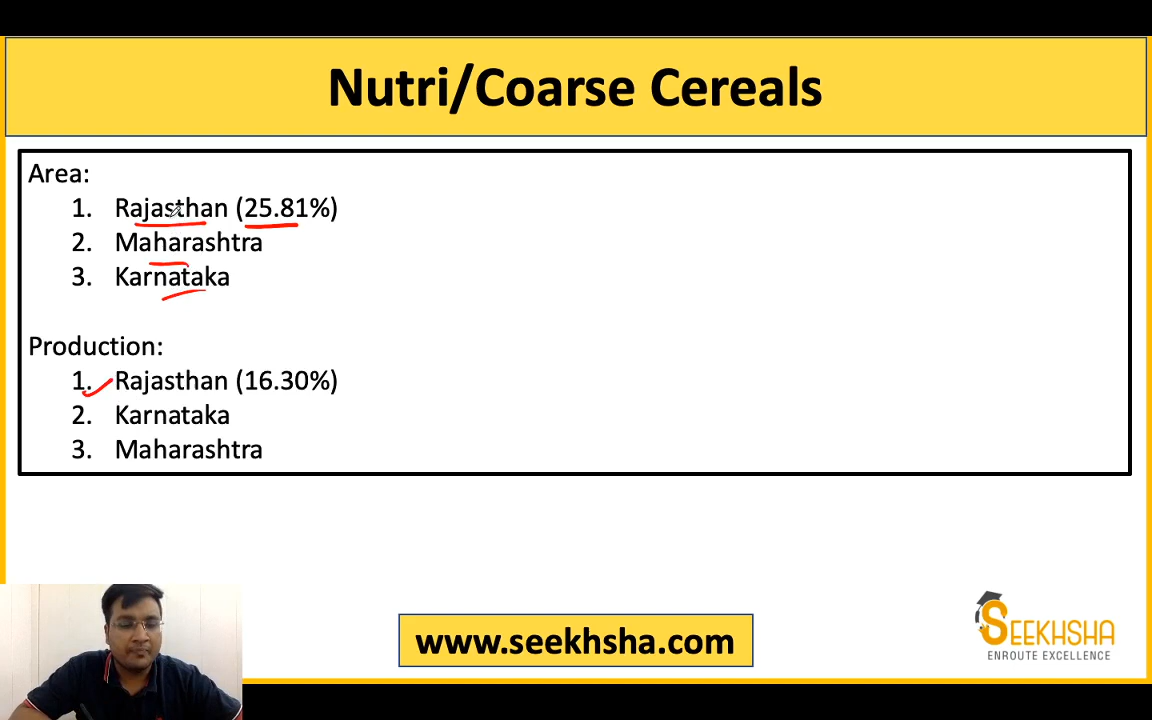 Nutri/Coarse Cereals
Area:
1. Rajasthan (25.81%)
2. Maharashtra
3. Karnataka
Production:
1. Rajasthan (16.30%)
2. Karnataka
3. Maharashtra
www.seekhsha.com
SEEKHSHA
ENROUTE EXCELLENCE